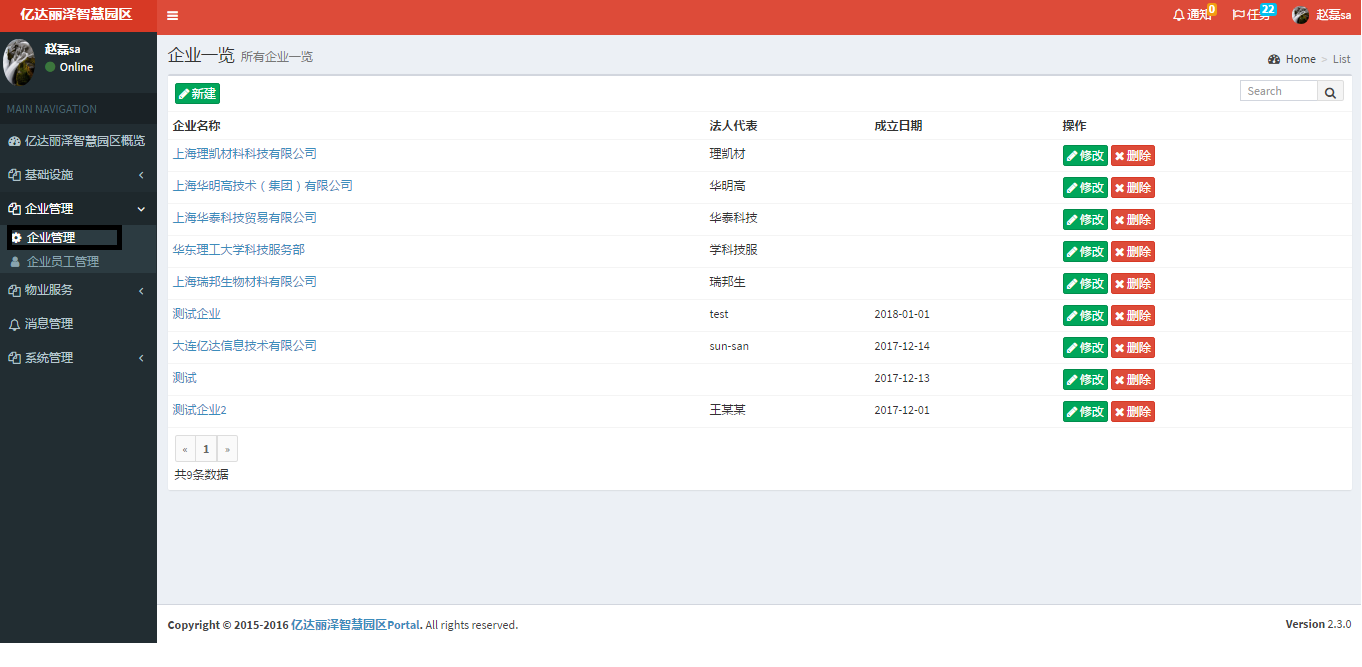 亿达丽泽智慧园区
通知 0 任务 22 赵磊sa
赵磊sa
Online
MAIN NAVIGATION
亿达丽泽智慧园区概览
基础设施
企业管理
企业管理
企业员工管理
物业服务
消息管理
系统管理
企业一览 所有企业一览
Home > List
新建
Search
企业名称 法人代表 成立日期 操作
上海理凯材料科技有限公司 理凯材 修改 删除
上海华明高技术（集团）有限公司 华明高 修改 删除
上海华泰科技贸易有限公司 华泰科技 修改 删除
华东理工大学科技服务部 学科技服 修改 删除
上海瑞邦生物材料有限公司 瑞邦生 修改 删除
测试企业 test 2018-01-01 修改 删除
大连亿达信息技术有限公司 sun-san 2017-12-14 修改 删除
测试 2017-12-13 修改 删除
测试企业2 王某某 2017-12-01 修改 删除
« 1 »
共9条数据
Copyright © 2015-2016 亿达丽泽智慧园区Portal. All rights reserved.
Version 2.3.0